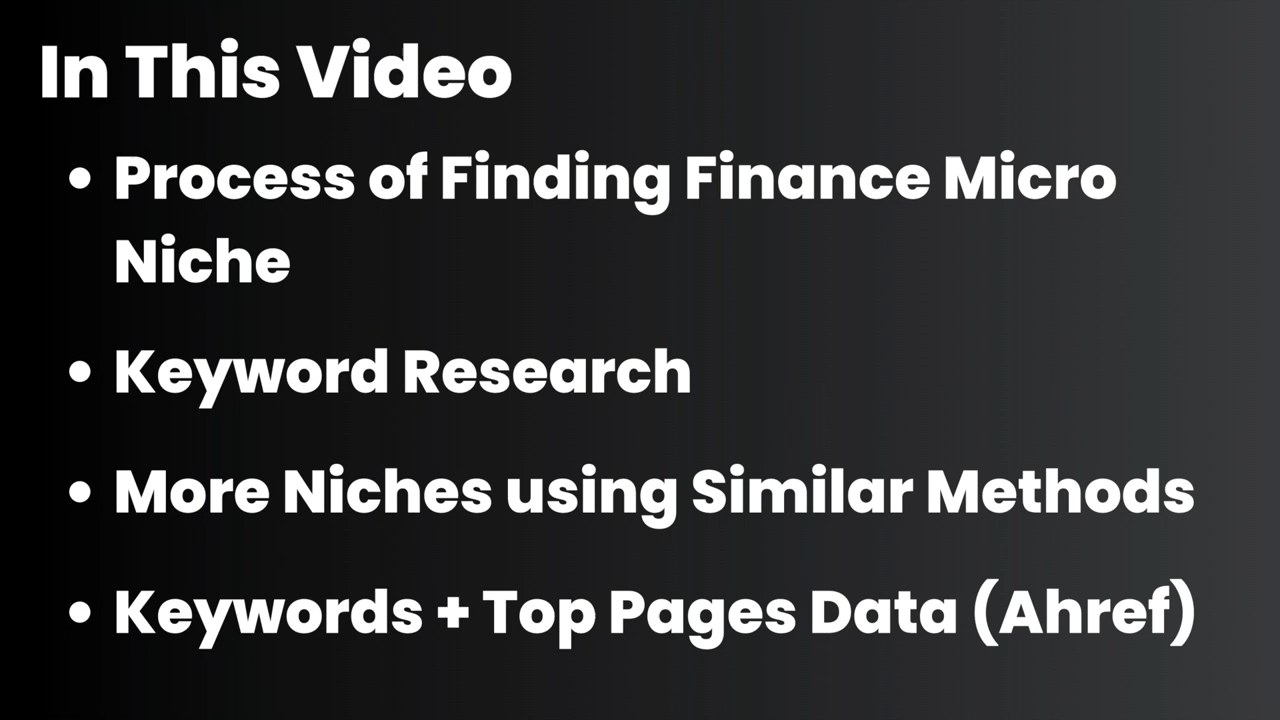 In This Video
• Process of Finding Finance Micro
Niche
• Keyword Research
• More Niches using Similar Methods
• Keywords + Top Pages Data (Ahref)